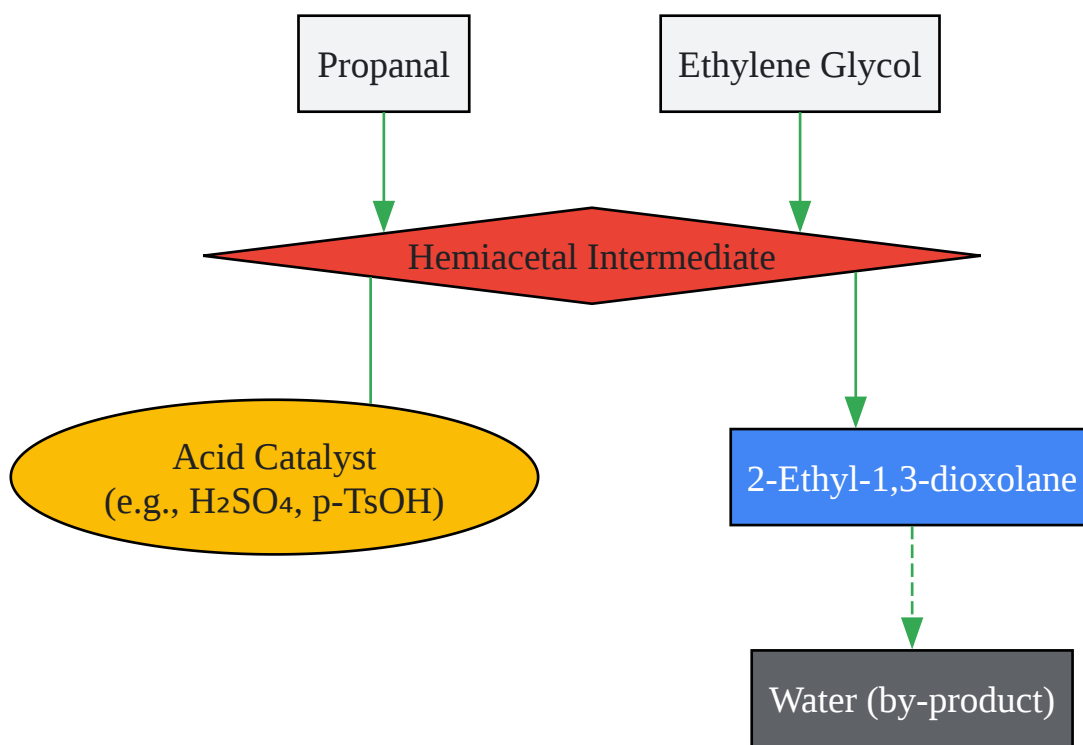 Propanal
Ethylene Glycol
Hemiacetal Intermediate
Acid Catalyst
(e.g., H₂SO₄, p-TsOH)
2-Ethyl-1,3-dioxolane
Water (by-product)